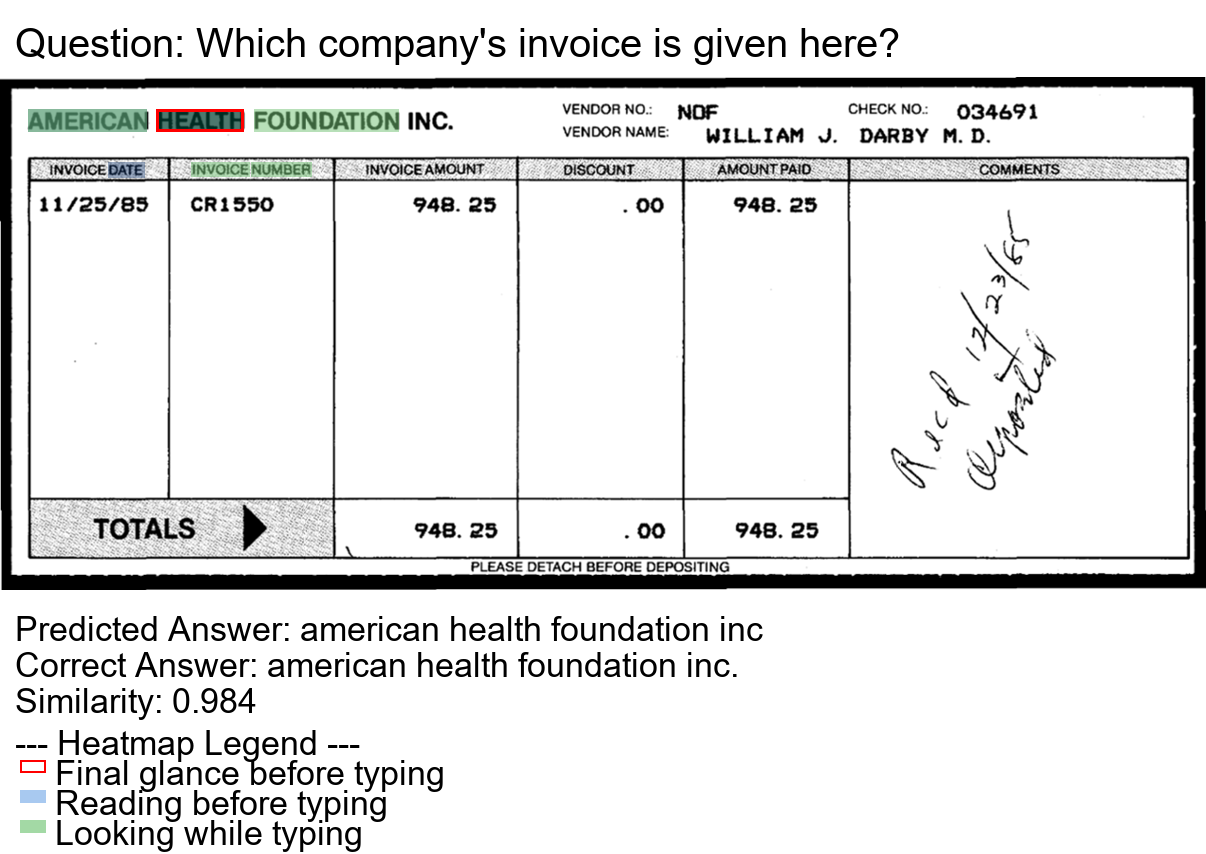 Question: Which company's invoice is given here?
AMERICAN HEALTH FOUNDATION INC.
VENDOR NO.: NDF
CHECK NO.: 034691
VENDOR NAME: WILLIAM J. DARBY M. D.
INVOICE DATE INVOICE NUMBER INVOICE AMOUNT DISCOUNT AMOUNT PAID COMMENTS
11/25/85 CR1550 948. 25 . 00 948. 25
Recd 12/23/85
deposited
TOTALS 948. 25 . 00 948. 25
PLEASE DETACH BEFORE DEPOSITING
Predicted Answer: american health foundation inc
Correct Answer: american health foundation inc.
Similarity: 0.984
--- Heatmap Legend ---
Final glance before typing
Reading before typing
Looking while typing